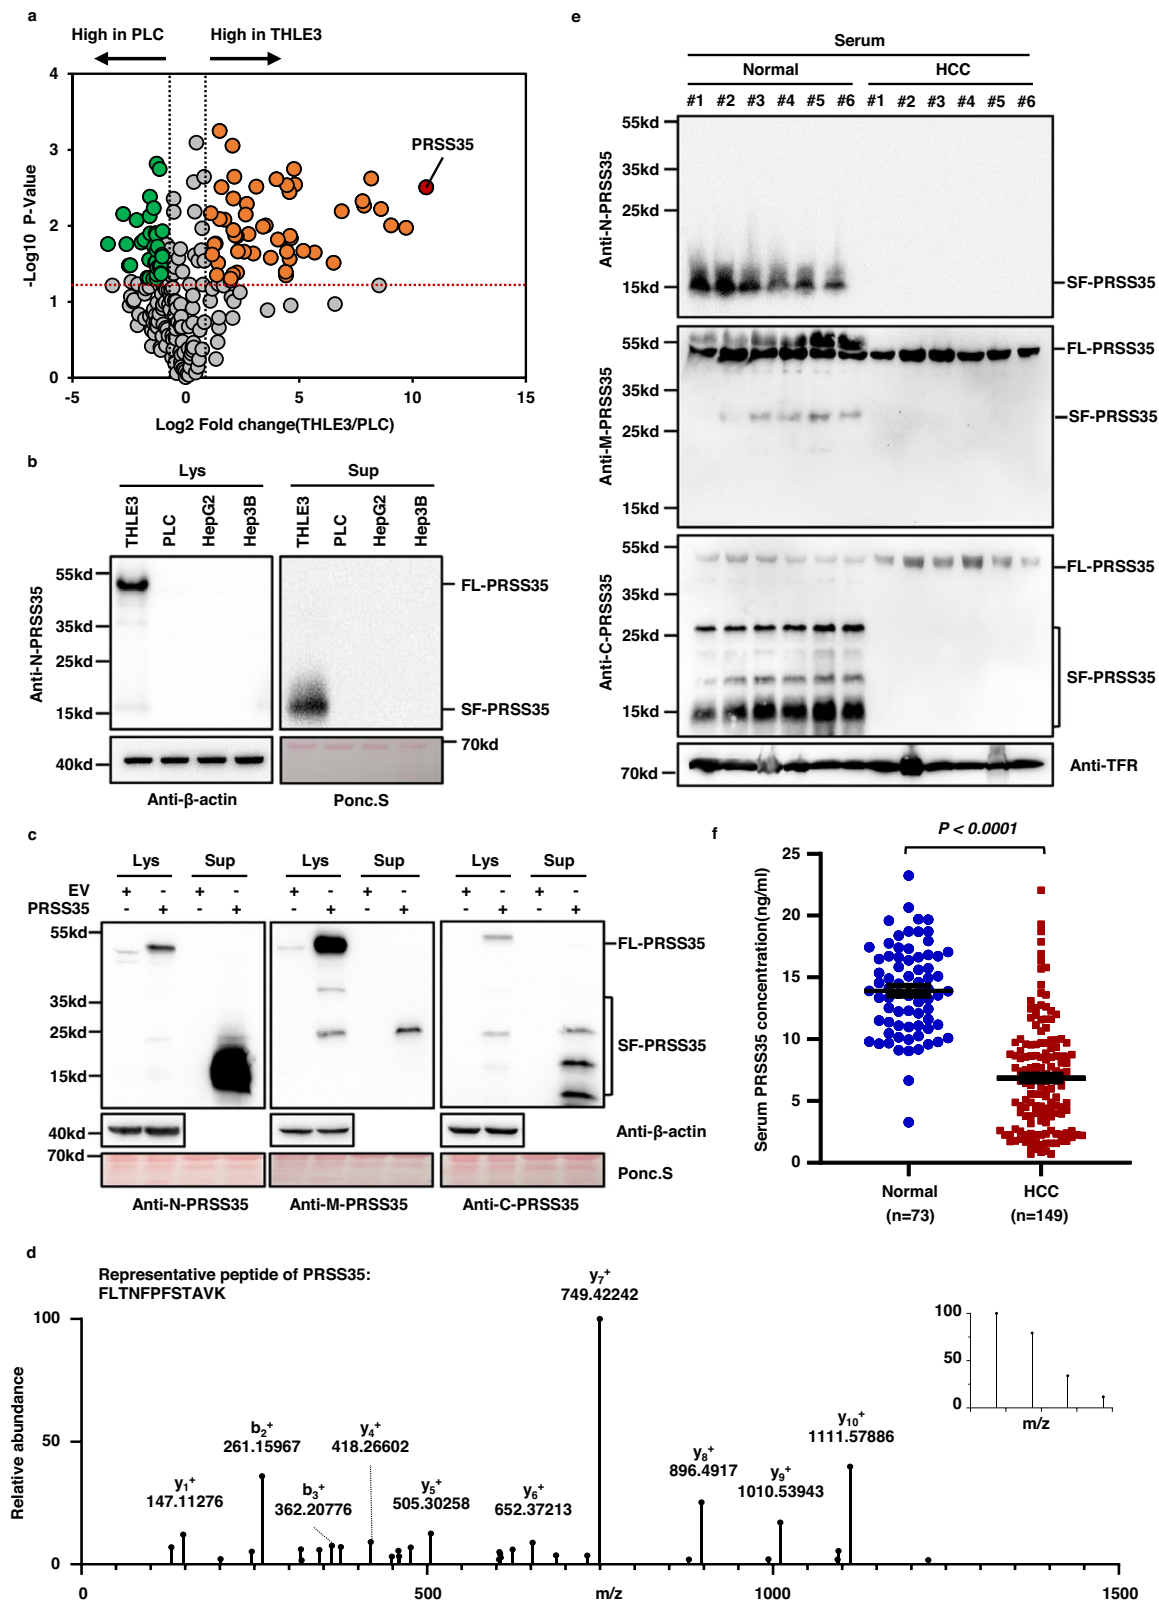 a
High in PLC
High in THLE3
4
3
2
1
0
-Log10 P-Value
PRSS35
-5
0
5
10
15
Log2 Fold change(THLE3/PLC)
b
Lys
Sup
THLE3
PLC
HepG2
Hep3B
THLE3
PLC
HepG2
Hep3B
Anti-N-PRSS35
55kd
35kd
25kd
15kd
40kd
FL-PRSS35
SF-PRSS35
70kd
Anti-β-actin
Ponc.S
c
Lys
Sup
Lys
Sup
Lys
Sup
EV
+
+
+
+
+
+
PRSS35
-
+
-
+
-
+
-
+
-
+
-
+
55kd
35kd
25kd
15kd
40kd
70kd
FL-PRSS35
SF-PRSS35
Anti-β-actin
Ponc.S
Anti-N-PRSS35
Anti-M-PRSS35
Anti-C-PRSS35
d
Representative peptide of PRSS35:
FLTNFPFSTAVK
Relative abundance
100
50
0
y1+
147.11276
b2+
261.15967
b3+
362.20776
y4+
418.26602
y5+
505.30258
y6+
652.37213
y7+
749.42242
y8+
896.4917
y9+
1010.53943
y10+
1111.57886
0
500
m/z
1000
1500
100
50
0
m/z
e
Serum
Normal
HCC
#1 #2 #3 #4 #5 #6 #1 #2 #3 #4 #5 #6
Anti-N-PRSS35
55kd
35kd
25kd
15kd
SF-PRSS35
Anti-M-PRSS35
55kd
35kd
25kd
15kd
FL-PRSS35
SF-PRSS35
Anti-C-PRSS35
55kd
35kd
25kd
15kd
FL-PRSS35
SF-PRSS35
70kd
Anti-TFR
f
P < 0.0001
Serum PRSS35 concentration(ng/ml)
25
20
15
10
5
0
Normal
(n=73)
HCC
(n=149)